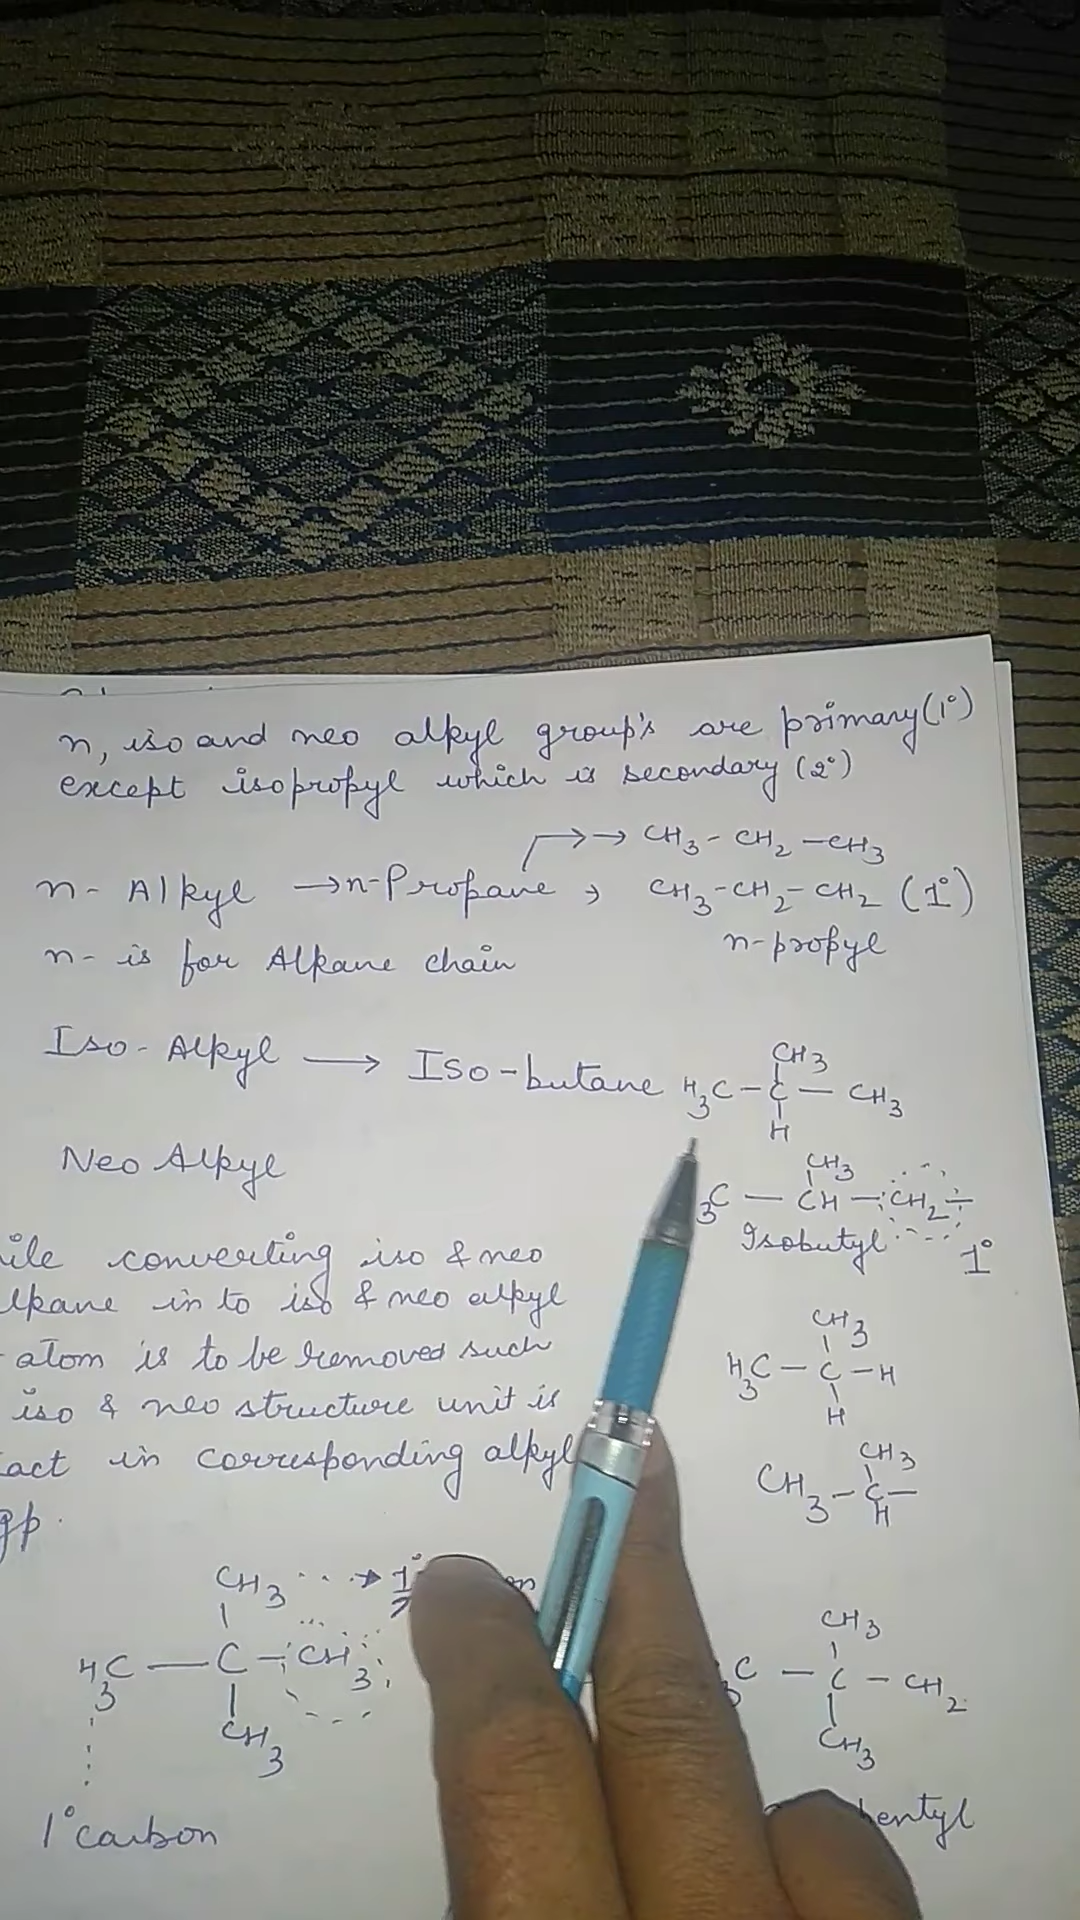 n, iso and neo alkyl group's are primary (1°)
except isopropyl which is secondary (2°)
→→ CH3 - CH2 - CH3
n- Alkyl → n-Propane , CH3-CH2-CH2 (1°)
n-propyl
n- is for Alkane chain
Iso- Alkyl → Iso-butane
CH3
H3C - C - CH3
H
Neo Alkyl
CH3
3C - CH - CH2 -
Isobutyl 1°
ile converting iso & neo
lkane in to iso & neo alkyl
atom is to be removed such
iso & neo structure unit is
act in corresponding alkyl
gp.
CH3
H3C - C - H
H
CH3
CH3 - C -
H
CH3 ---→ 1°
H3C - C - CH3
CH3
1° carbon
CH3
3C - C - CH2
CH3
pentyl